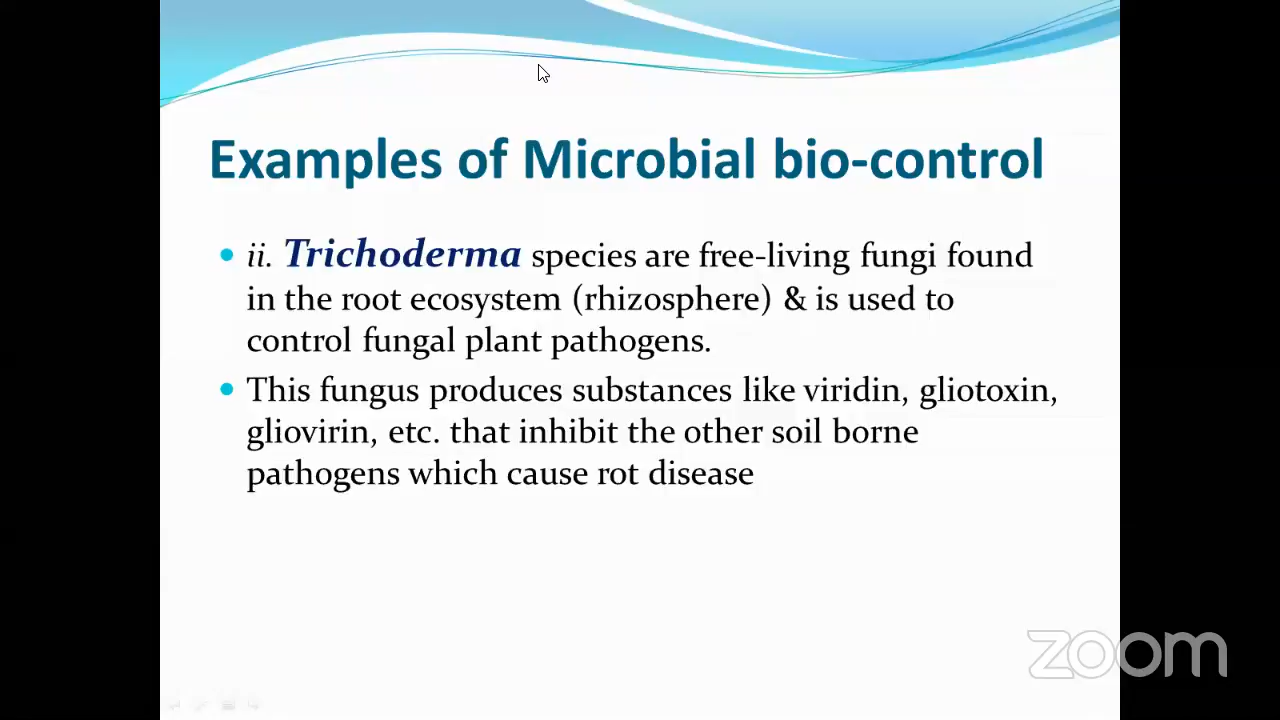 Examples of Microbial bio-control
• ii. Trichoderma species are free-living fungi found
in the root ecosystem (rhizosphere) & is used to
control fungal plant pathogens.
• This fungus produces substances like viridin, gliotoxin,
gliovirin, etc. that inhibit the other soil borne
pathogens which cause rot disease
zoom